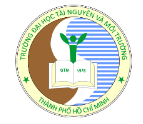 TRƯỜNG ĐẠI HỌC TÀI NGUYÊN VÀ MÔI TRƯỜNG
THÀNH PHỐ HỒ CHÍ MINH